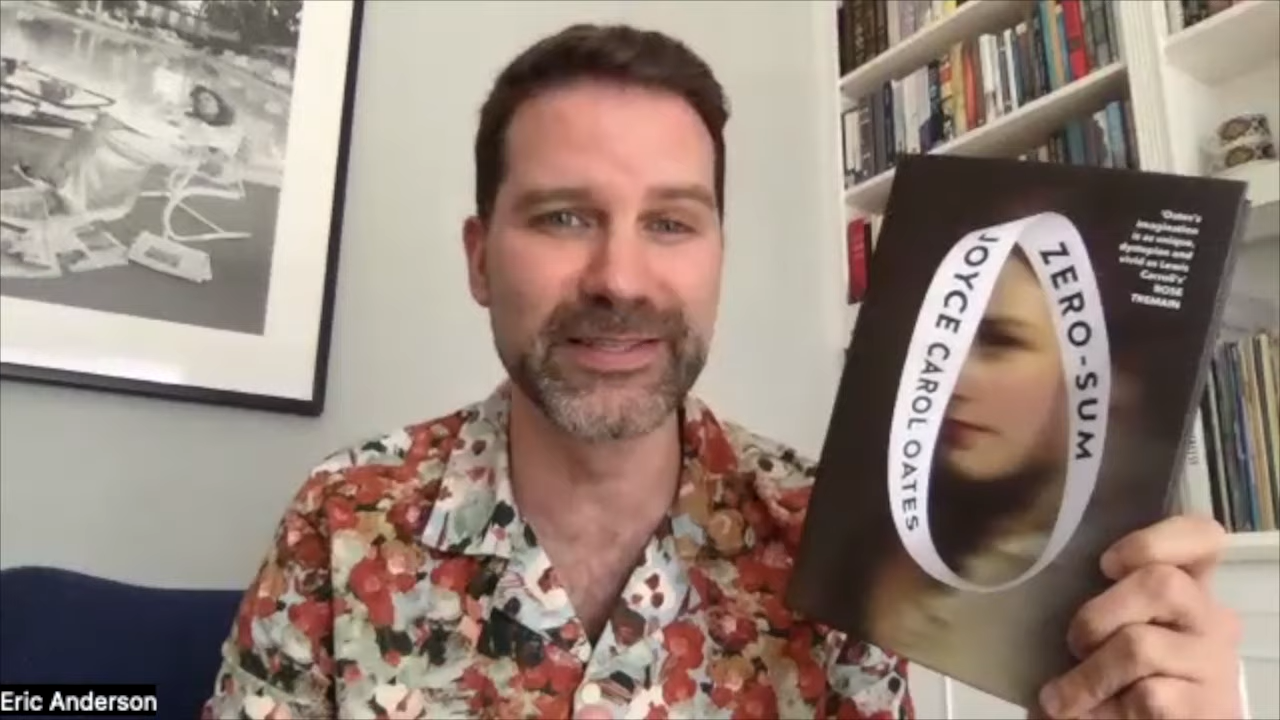 'Oates's
imagination
is as unique,
dystopian and
vivid as Lewis
Carroll's'
ROSE
TREMAIN
ZERO-SUM
JOYCE CAROL OATES
Eric Anderson